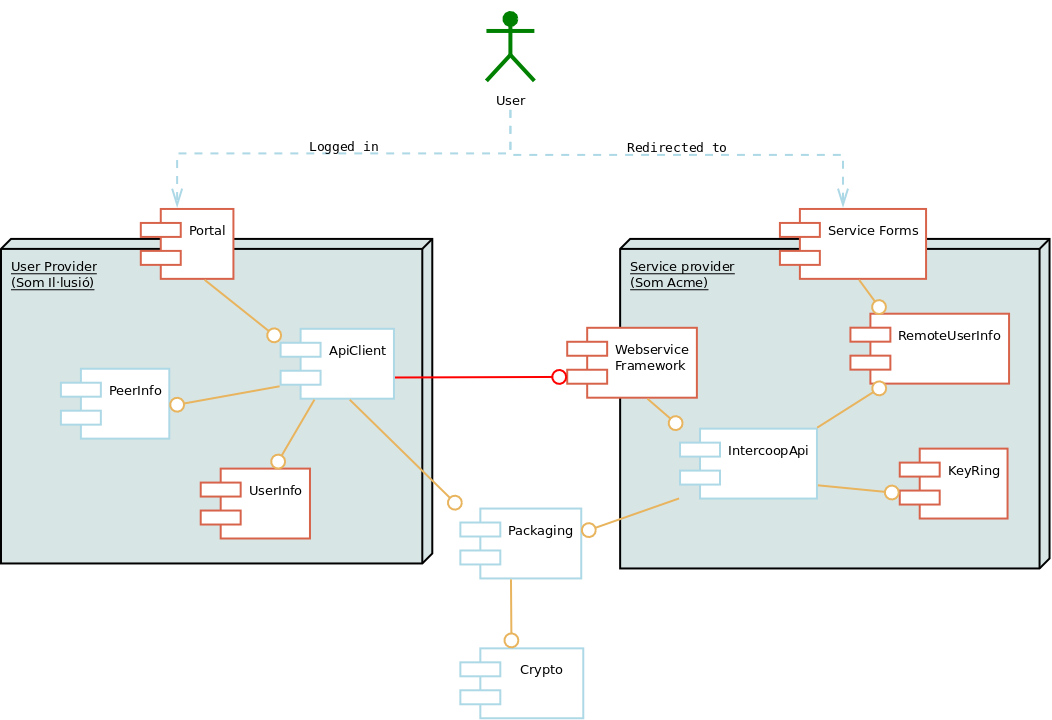 User
Logged in
Redirected to
Portal
Service Forms
User Provider
(Som Il·lusió)
Service provider
(Som Acme)
RemoteUserInfo
ApiClient
Webservice
Framework
PeerInfo
IntercoopApi
KeyRing
UserInfo
Packaging
Crypto